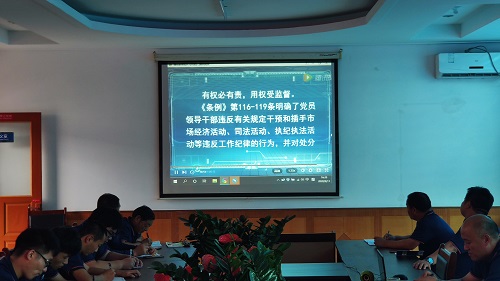 有权必有责，用权受监督。
《条例》第116-119条明确了党员
领导干部违反有关规定干预和插手市
场经济活动、司法活动、执纪执法活
动等违反工作纪律的行为，并对处分